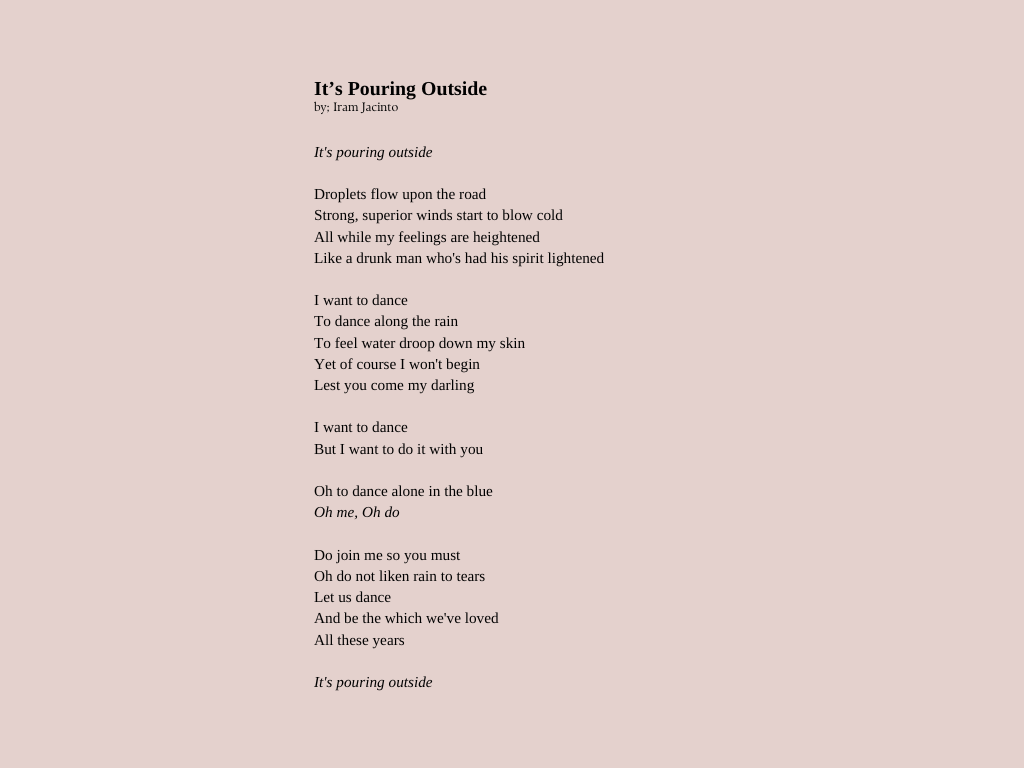 It’s Pouring Outside
by: Iram Jacinto
It's pouring outside
Droplets flow upon the road
Strong, superior winds start to blow cold
All while my feelings are heightened
Like a drunk man who's had his spirit lightened
I want to dance
To dance along the rain
To feel water droop down my skin
Yet of course I won't begin
Lest you come my darling
I want to dance
But I want to do it with you
Oh to dance alone in the blue
Oh me, Oh do
Do join me so you must
Oh do not liken rain to tears
Let us dance
And be the which we've loved
All these years
It's pouring outside